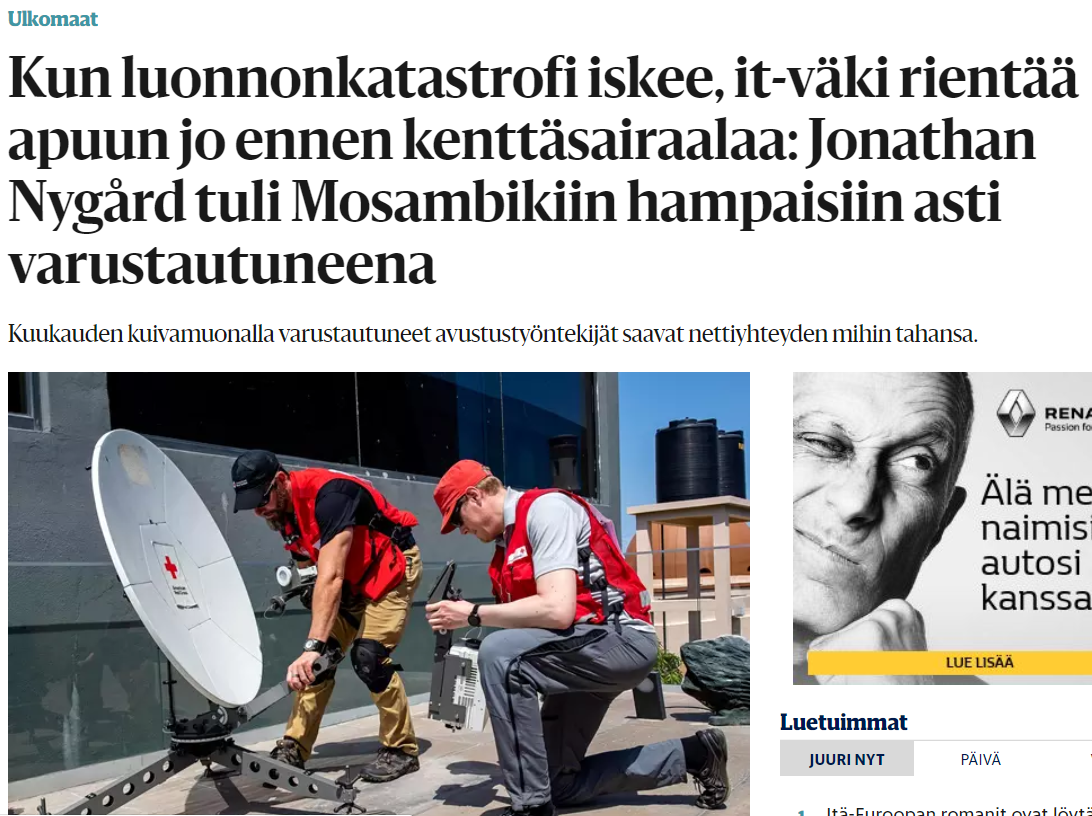 Ulkomaat
Kun luonnonkatastrofi iskee, it-väki rientää
apuun jo ennen kenttäsairaalaa: Jonathan
Nygård tuli Mosambikiin hampaisiin asti
varustautuneena
Kuukauden kuivamuonalla varustautuneet avustustyöntekijät saavat nettiyhteyden mihin tahansa.
RENA
Passion fo
Älä me
naimisi
autosi
kanssa
LUE LISÄÄ
Luetuimmat
JUURI NYT PÄIVÄ
1 Itä-Euroopan romanit ovat löytä